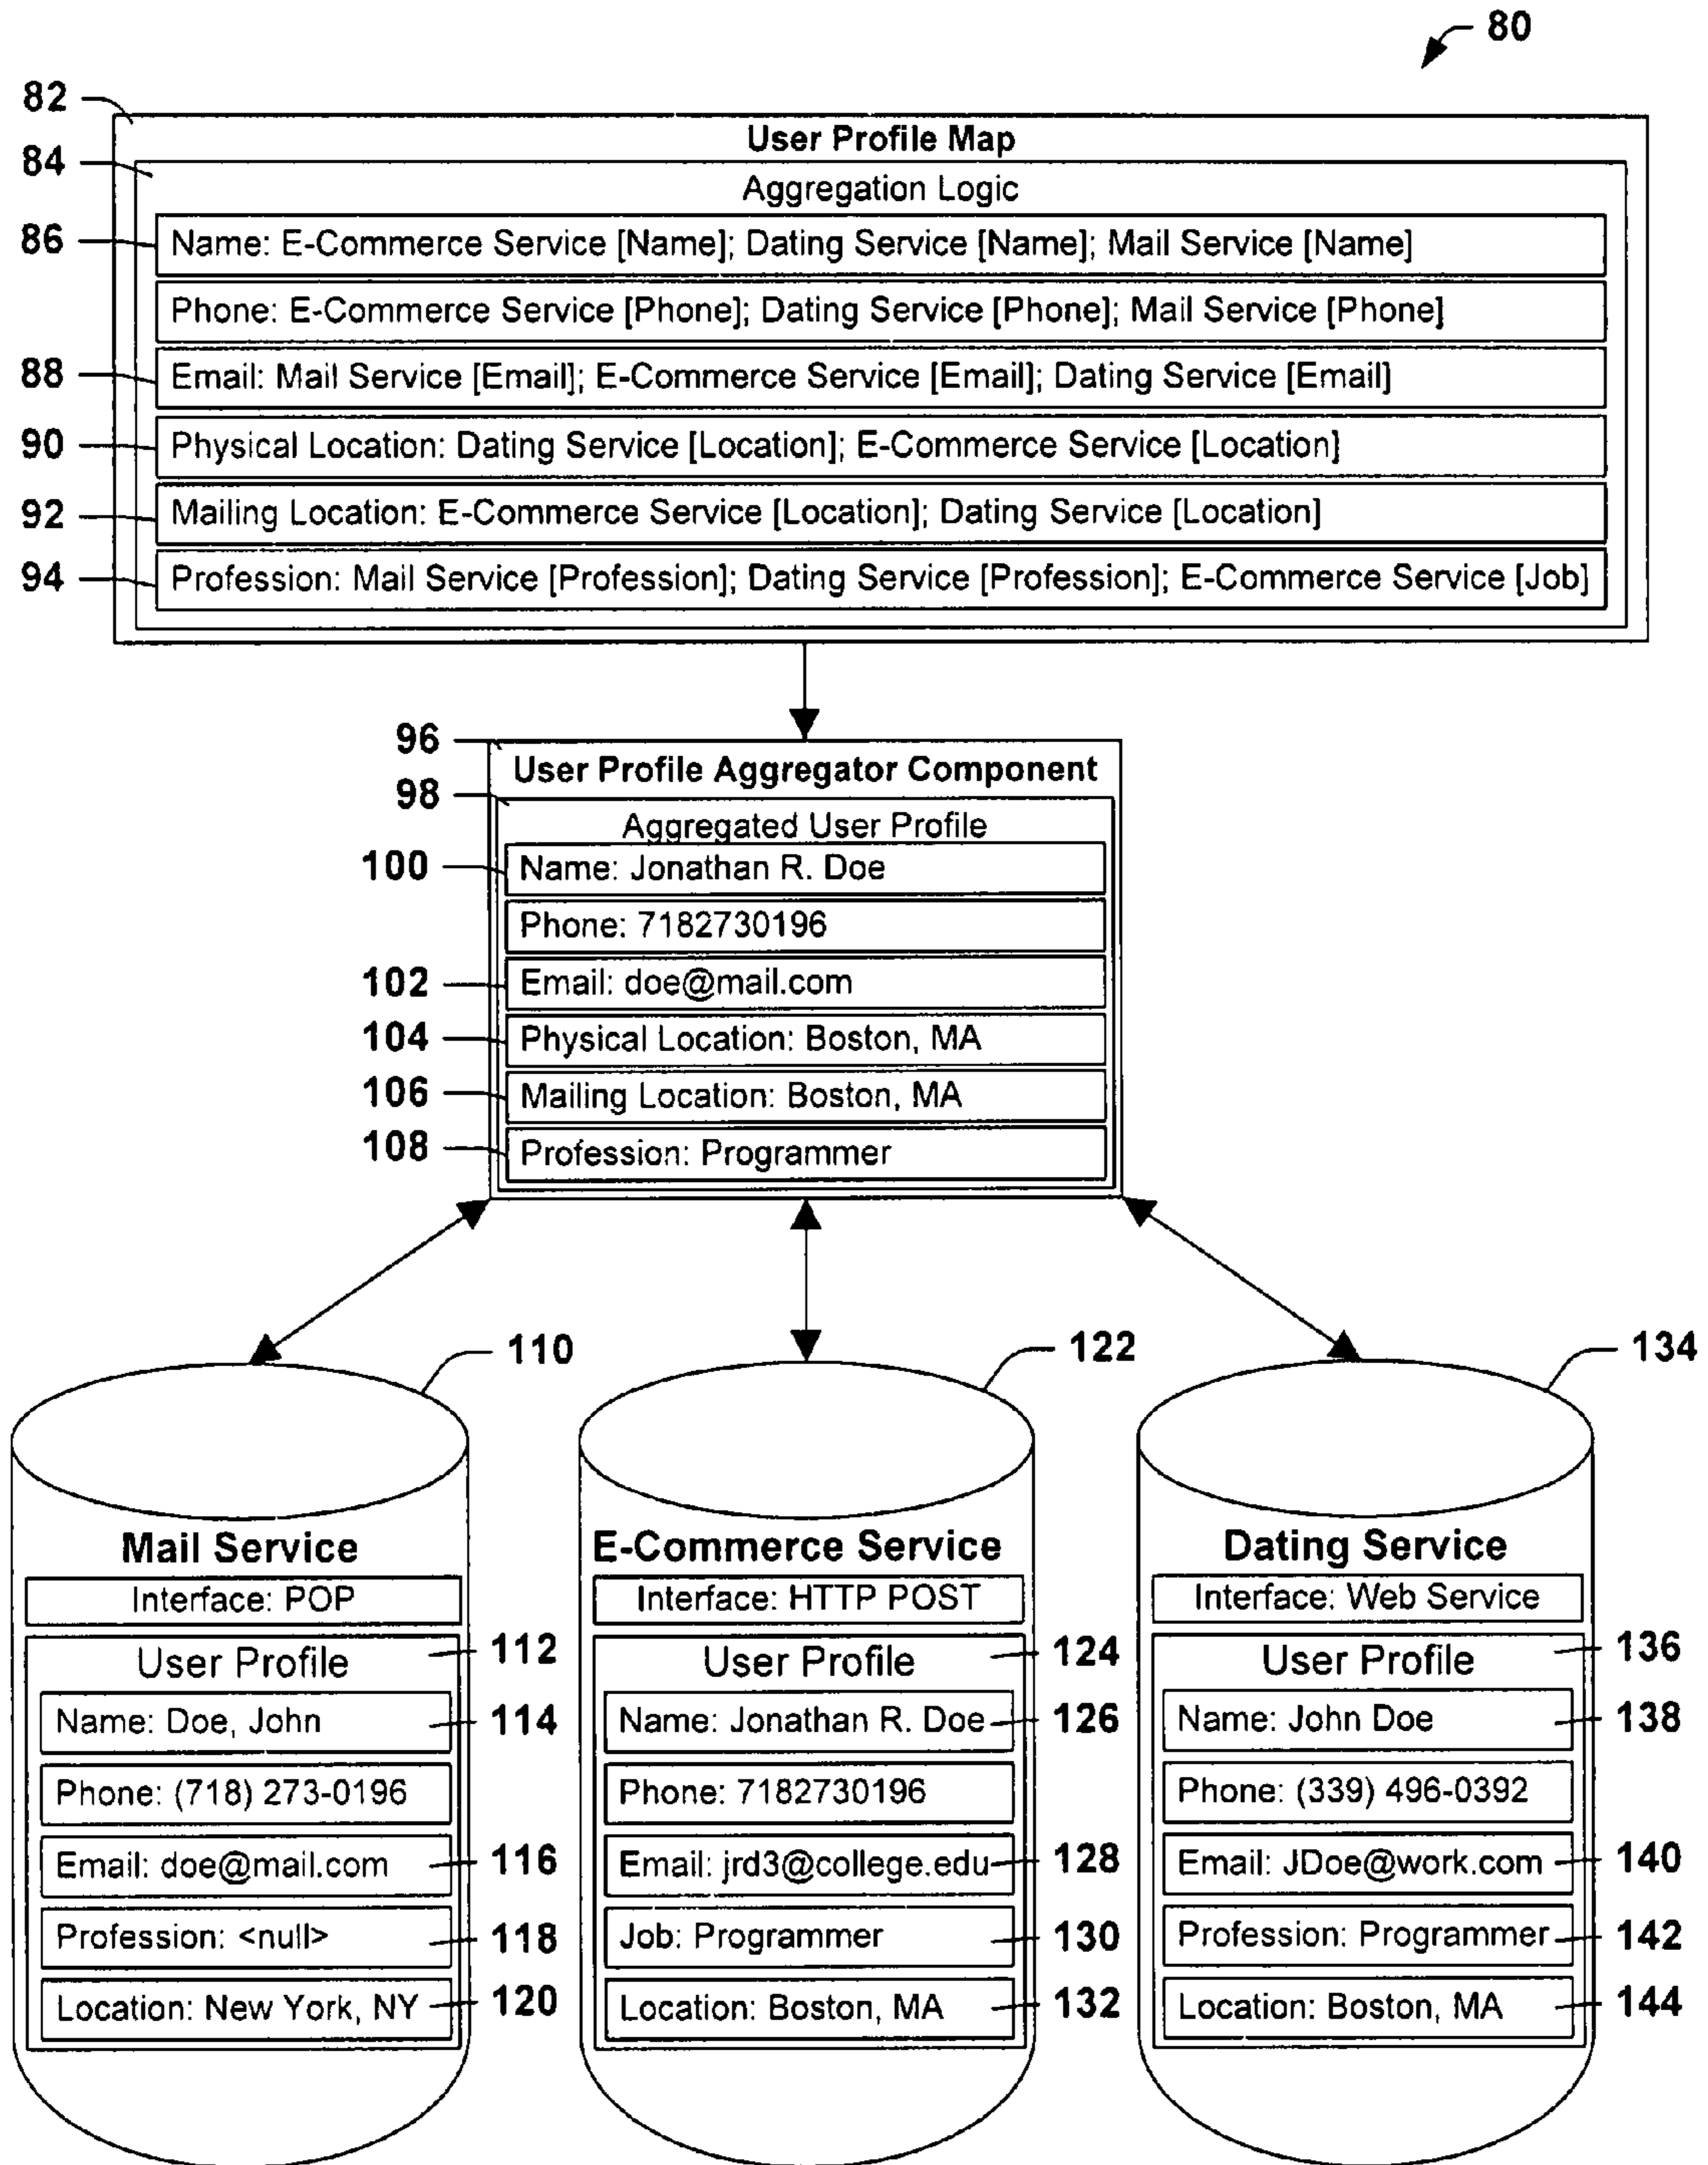 80
82
User Profile Map
84
Aggregation Logic
86 Name: E-Commerce Service [Name]; Dating Service [Name]; Mail Service [Name]
Phone: E-Commerce Service [Phone]; Dating Service [Phone]; Mail Service [Phone]
88 Email: Mail Service [Email]; E-Commerce Service [Email]; Dating Service [Email]
90 Physical Location: Dating Service [Location]; E-Commerce Service [Location]
92 Mailing Location: E-Commerce Service [Location]; Dating Service [Location]
94 Profession: Mail Service [Profession]; Dating Service [Profession]; E-Commerce Service [Job]
96
User Profile Aggregator Component
98
Aggregated User Profile
100 Name: Jonathan R. Doe
Phone: 7182730196
102 Email: doe@mail.com
104 Physical Location: Boston, MA
106 Mailing Location: Boston, MA
108 Profession: Programmer
110
Mail Service
Interface: POP
User Profile 112
Name: Doe, John 114
Phone: (718) 273-0196
Email: doe@mail.com 116
Profession: <null> 118
Location: New York, NY 120
122
E-Commerce Service
Interface: HTTP POST
User Profile 124
Name: Jonathan R. Doe 126
Phone: 7182730196
Email: jrd3@college.edu 128
Job: Programmer 130
Location: Boston, MA 132
134
Dating Service
Interface: Web Service
User Profile 136
Name: John Doe 138
Phone: (339) 496-0392
Email: JDoe@work.com 140
Profession: Programmer 142
Location: Boston, MA 144